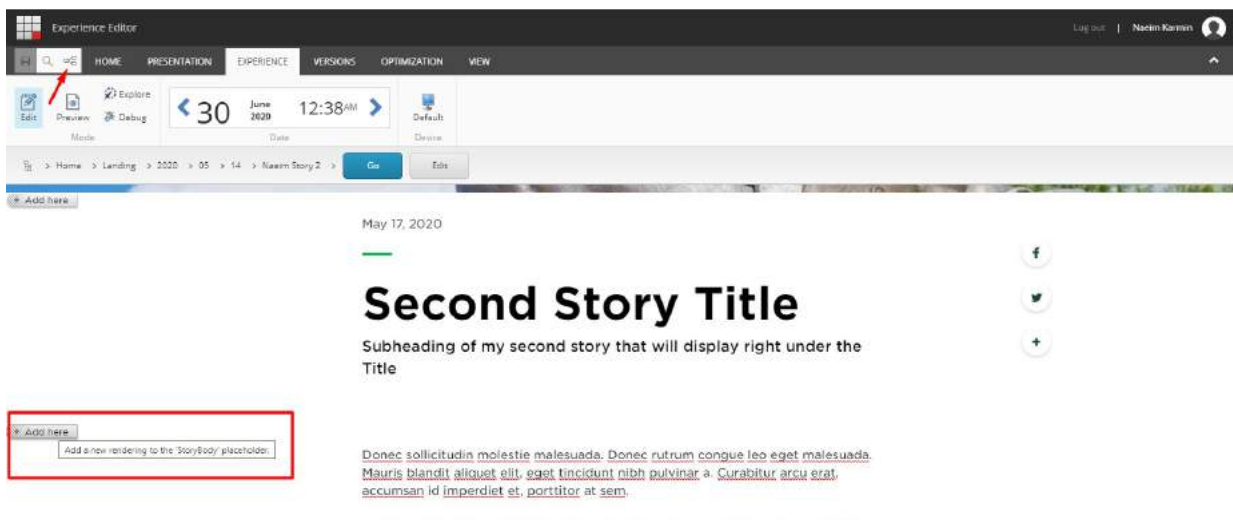 Experience Editor
Log out | Naeim Karmin
HOME PRESENTATION EXPERIENCE VERSIONS OPTIMIZATION VIEW
Edit Preview Explore Debug
30 June 2020 12:38AM
Default
Mode Date Device
> Home > Landing > 2020 > 05 > 14 > Naeim Story 2 > Go Edit
+ Add here
May 17, 2020
Second Story Title
Subheading of my second story that will display right under the
Title
+ Add here
Add a new rendering to the 'StoryBody' placeholder.
Donec sollicitudin molestie malesuada. Donec rutrum congue leo eget malesuada.
Mauris blandit aliquet elit, eget tincidunt nibh pulvinar a. Curabitur arcu erat,
accumsan id imperdiet et, porttitor at sem.